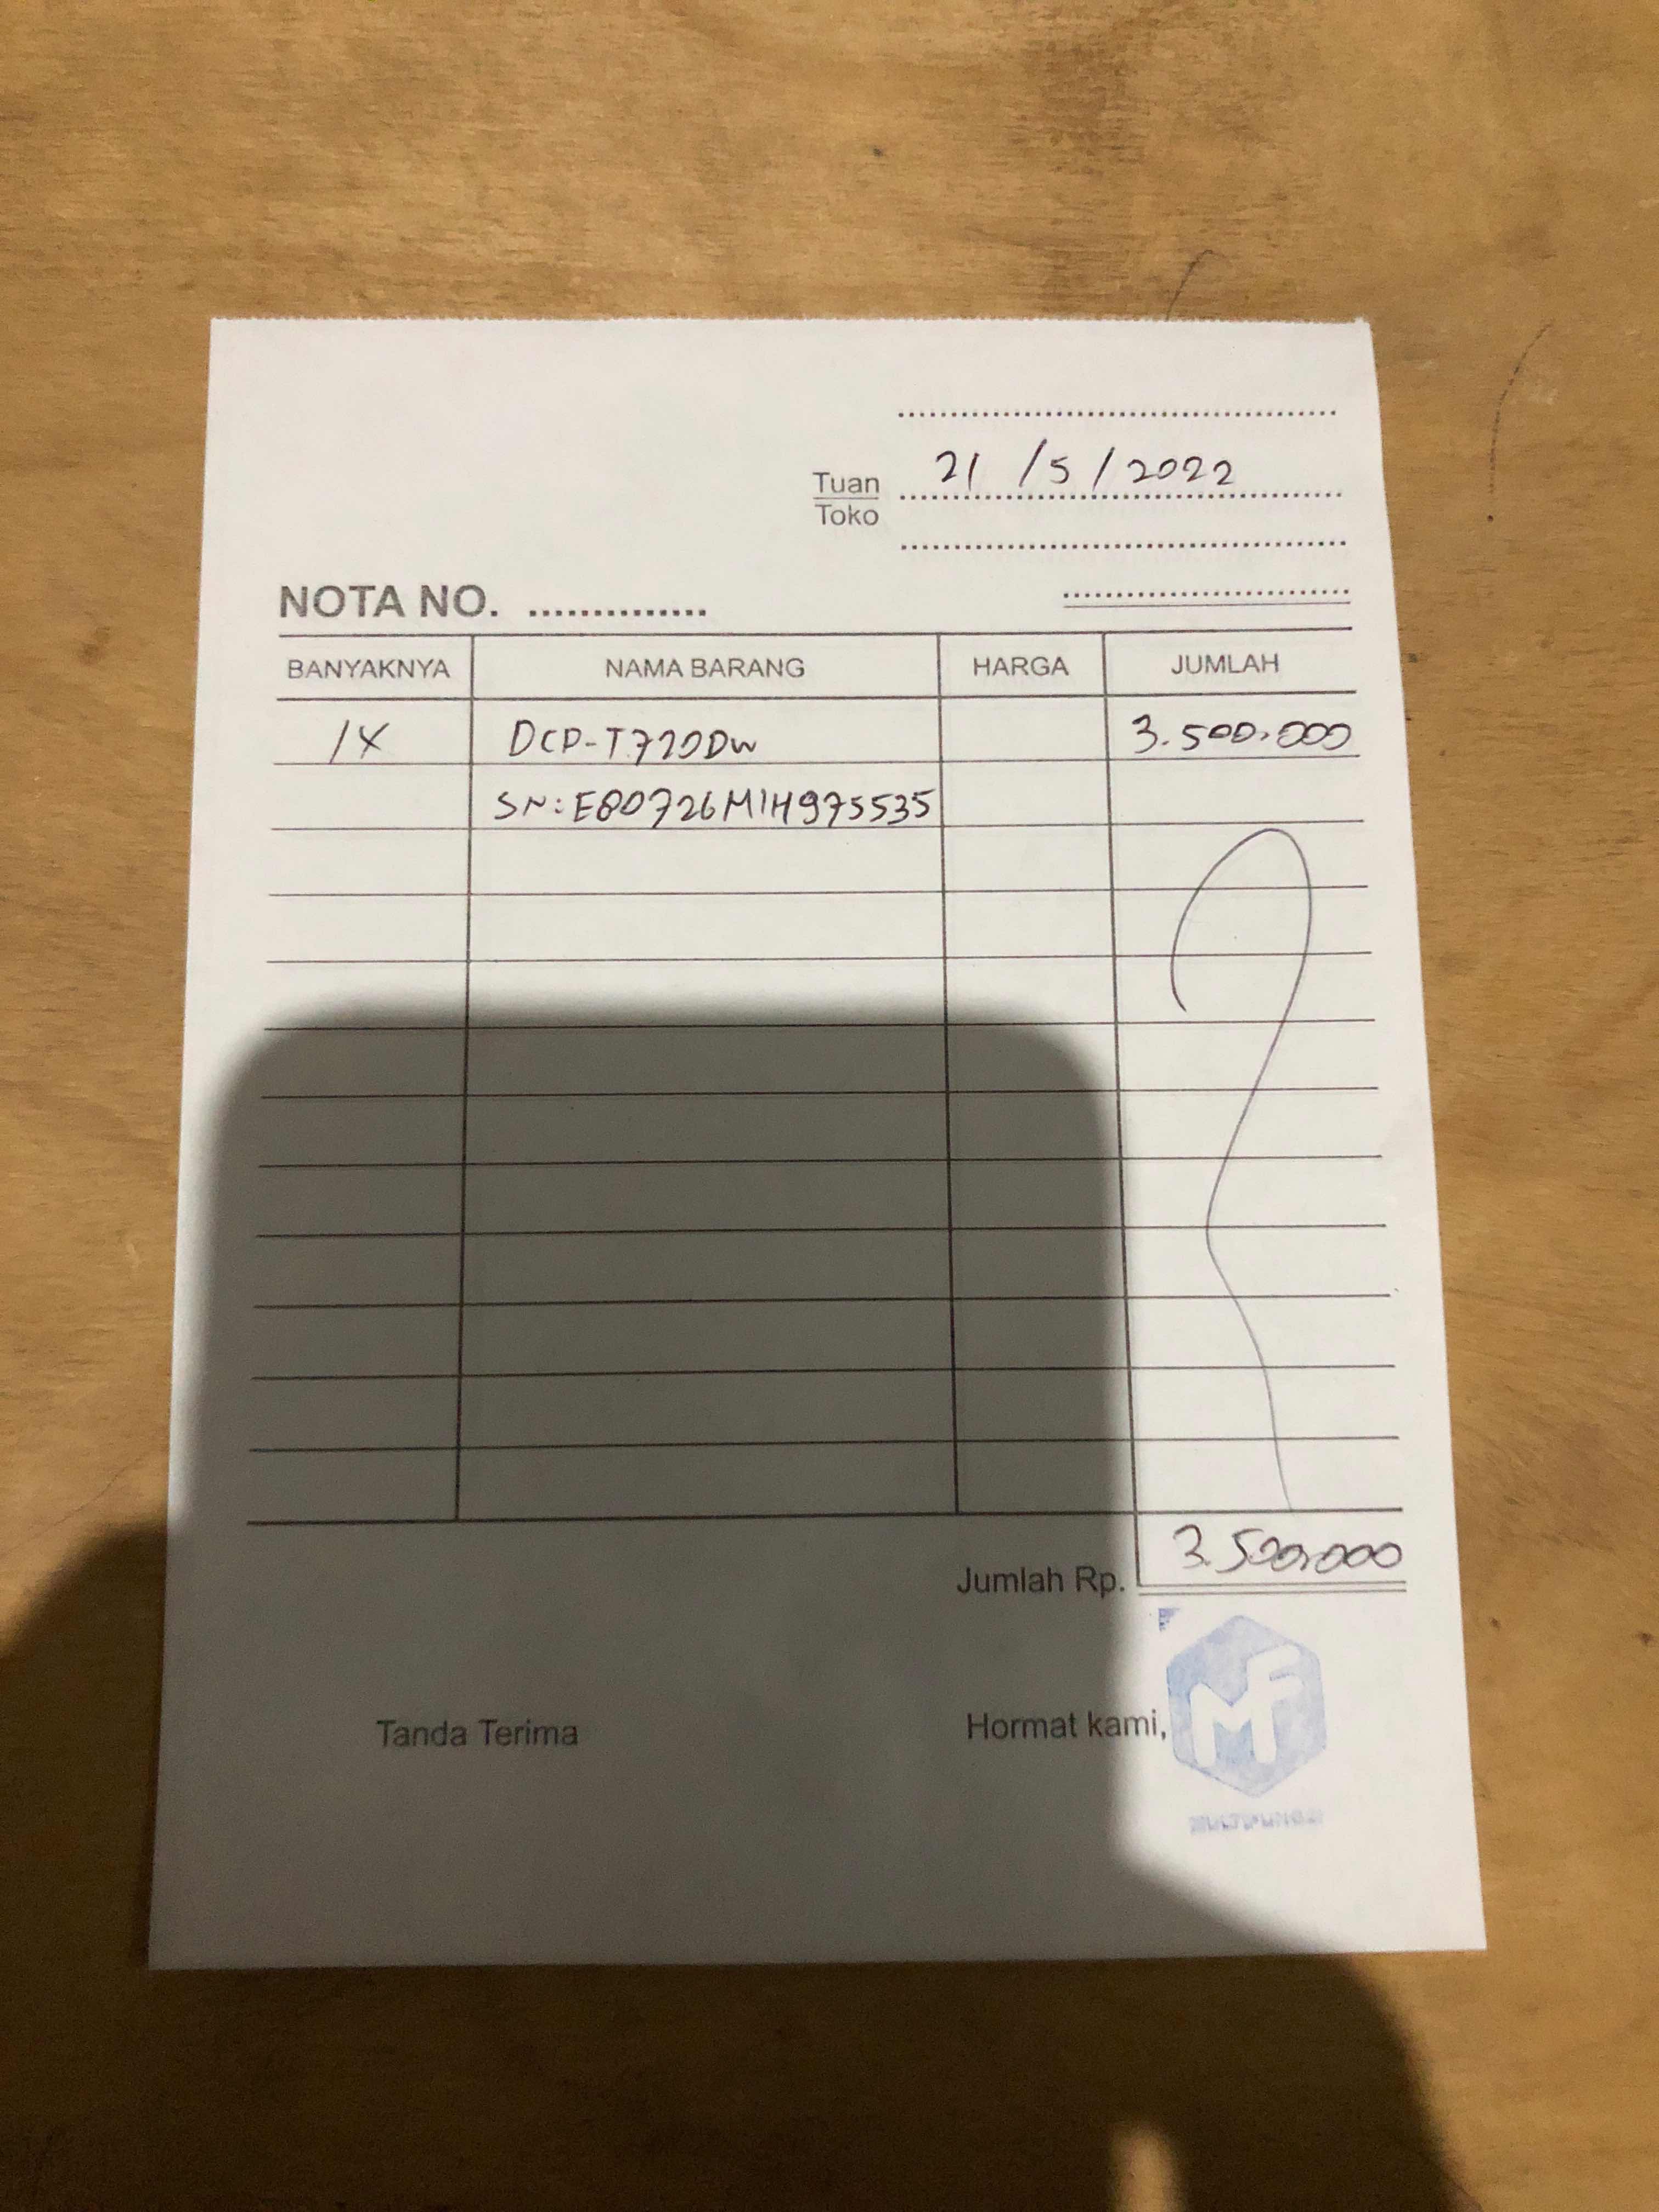 21 / 5 / 2022
Tuan
Toko
NOTA NO. ..............
BANYAKNYA NAMA BARANG HARGA JUMLAH
1X DCP-T720DW 3.500.000
SN: E80726M1H975535
Jumlah Rp. 3.500.000
Tanda Terima Hormat kami,
MF